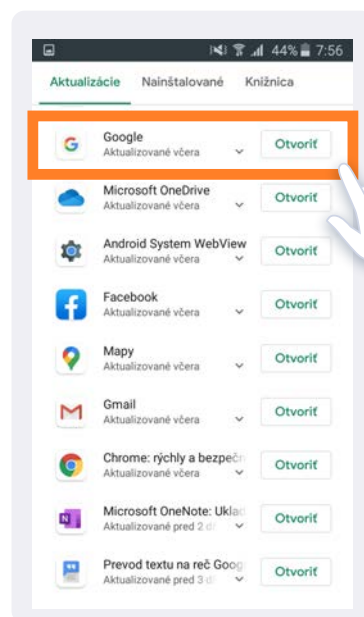 44% 7:56
Aktualizácie Nainštalované Knižnica
Google
Aktualizované včera
Otvoriť
Microsoft OneDrive
Aktualizované včera
Otvoriť
Android System WebView
Aktualizované včera
Otvoriť
Facebook
Aktualizované včera
Otvoriť
Mapy
Aktualizované včera
Otvoriť
Gmail
Aktualizované včera
Otvoriť
Chrome: rýchly a bezpečn
Aktualizované včera
Otvoriť
Microsoft OneNote: Uklad
Aktualizované pred 2
Otvoriť
Prevod textu na reč Goog
Aktualizované pred 3
Otvoriť